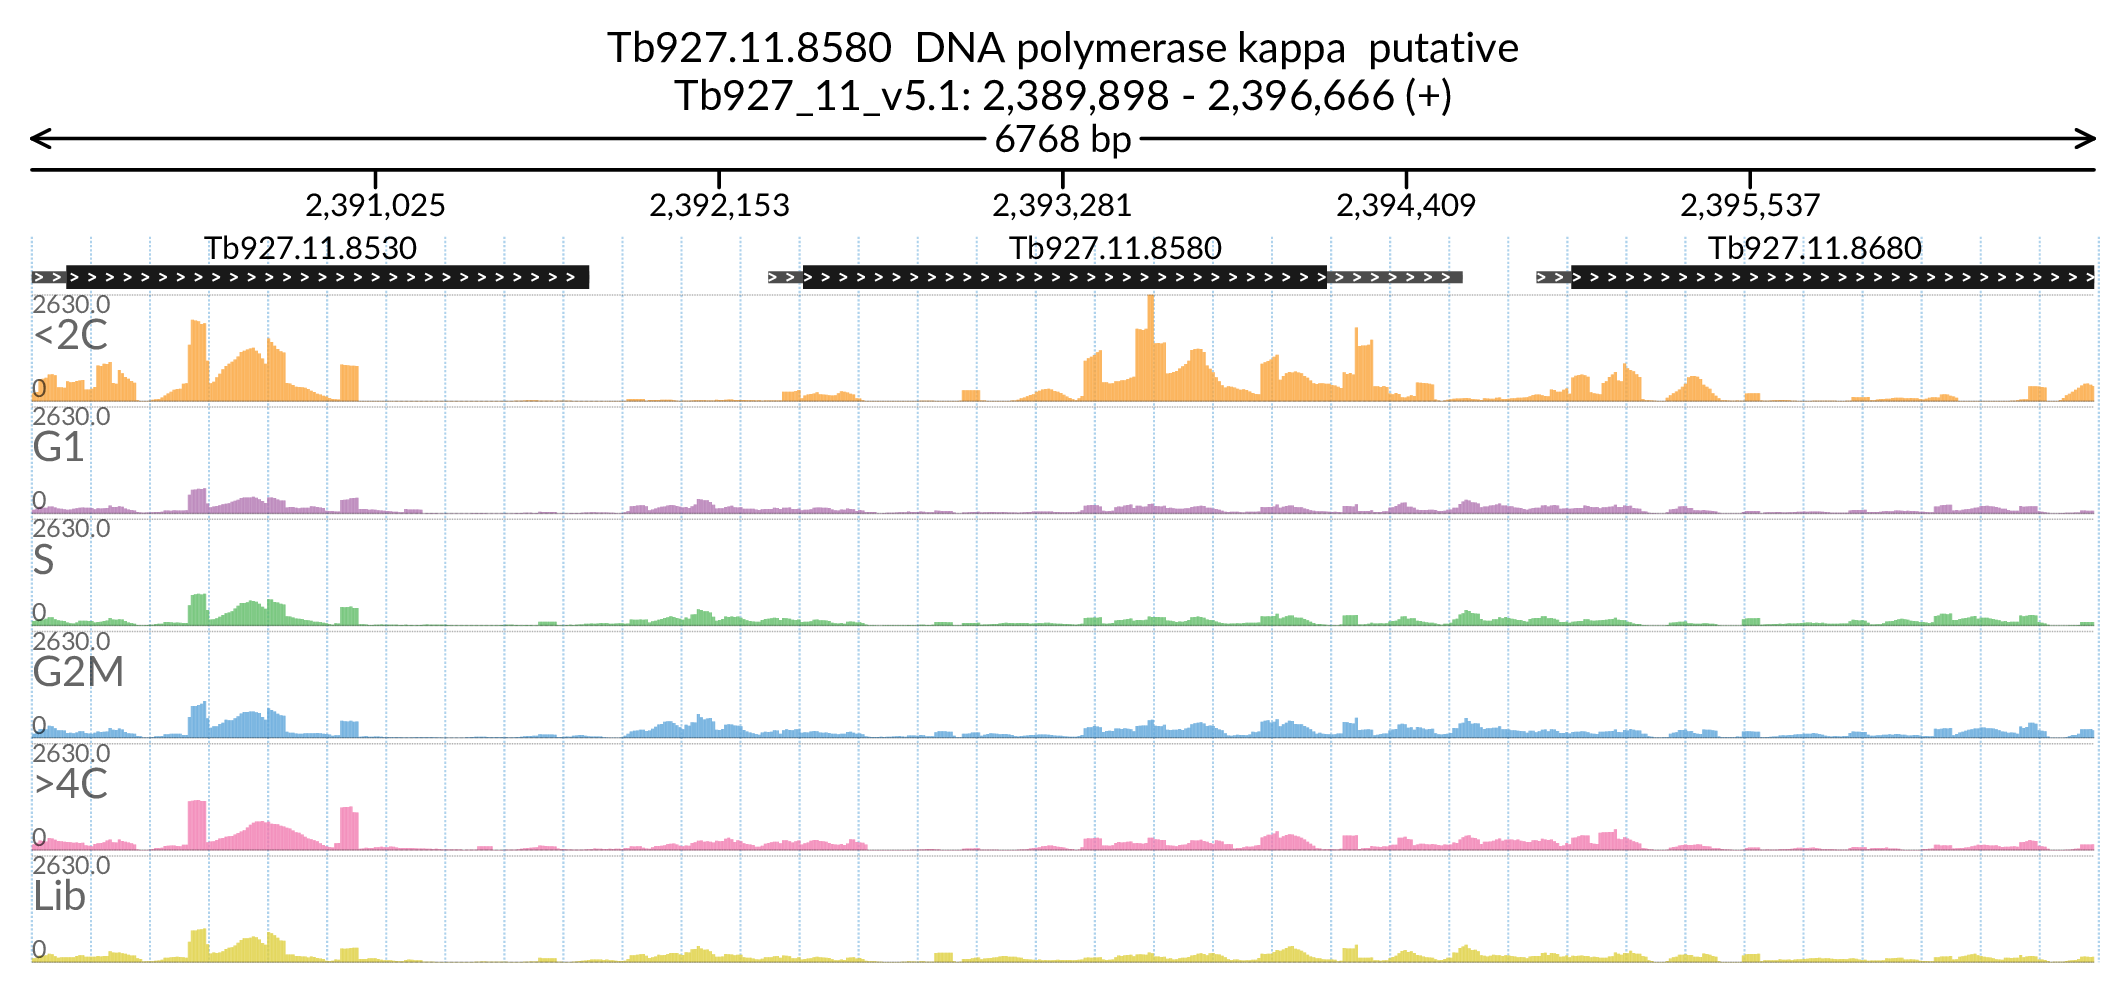 Tb927.11.8580  DNA polymerase kappa  putative
Tb927_11_v5.1: 2,389,898 - 2,396,666 (+)
6768 bp
2,391,025 2,392,153 2,393,281 2,394,409 2,395,537
Tb927.11.8530 Tb927.11.8580 Tb927.11.8680
2630.0
<2C
0
2630.0
G1
0
2630.0
S
0
2630.0
G2M
0
2630.0
>4C
0
2630.0
Lib
0